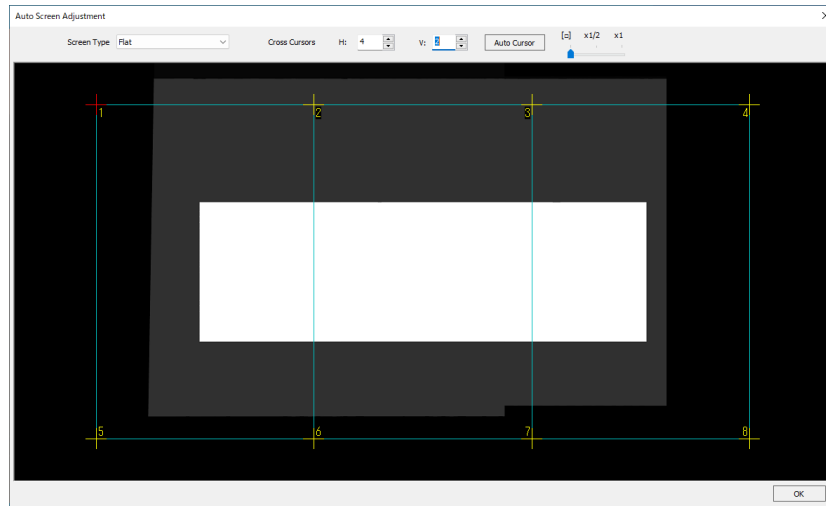 Auto Screen Adjustment
Screen Type Flat Cross Cursors H: 4 V: 2 Auto Cursor [□] x1/2 x1
1 2 3 4
5 6 7 8
OK